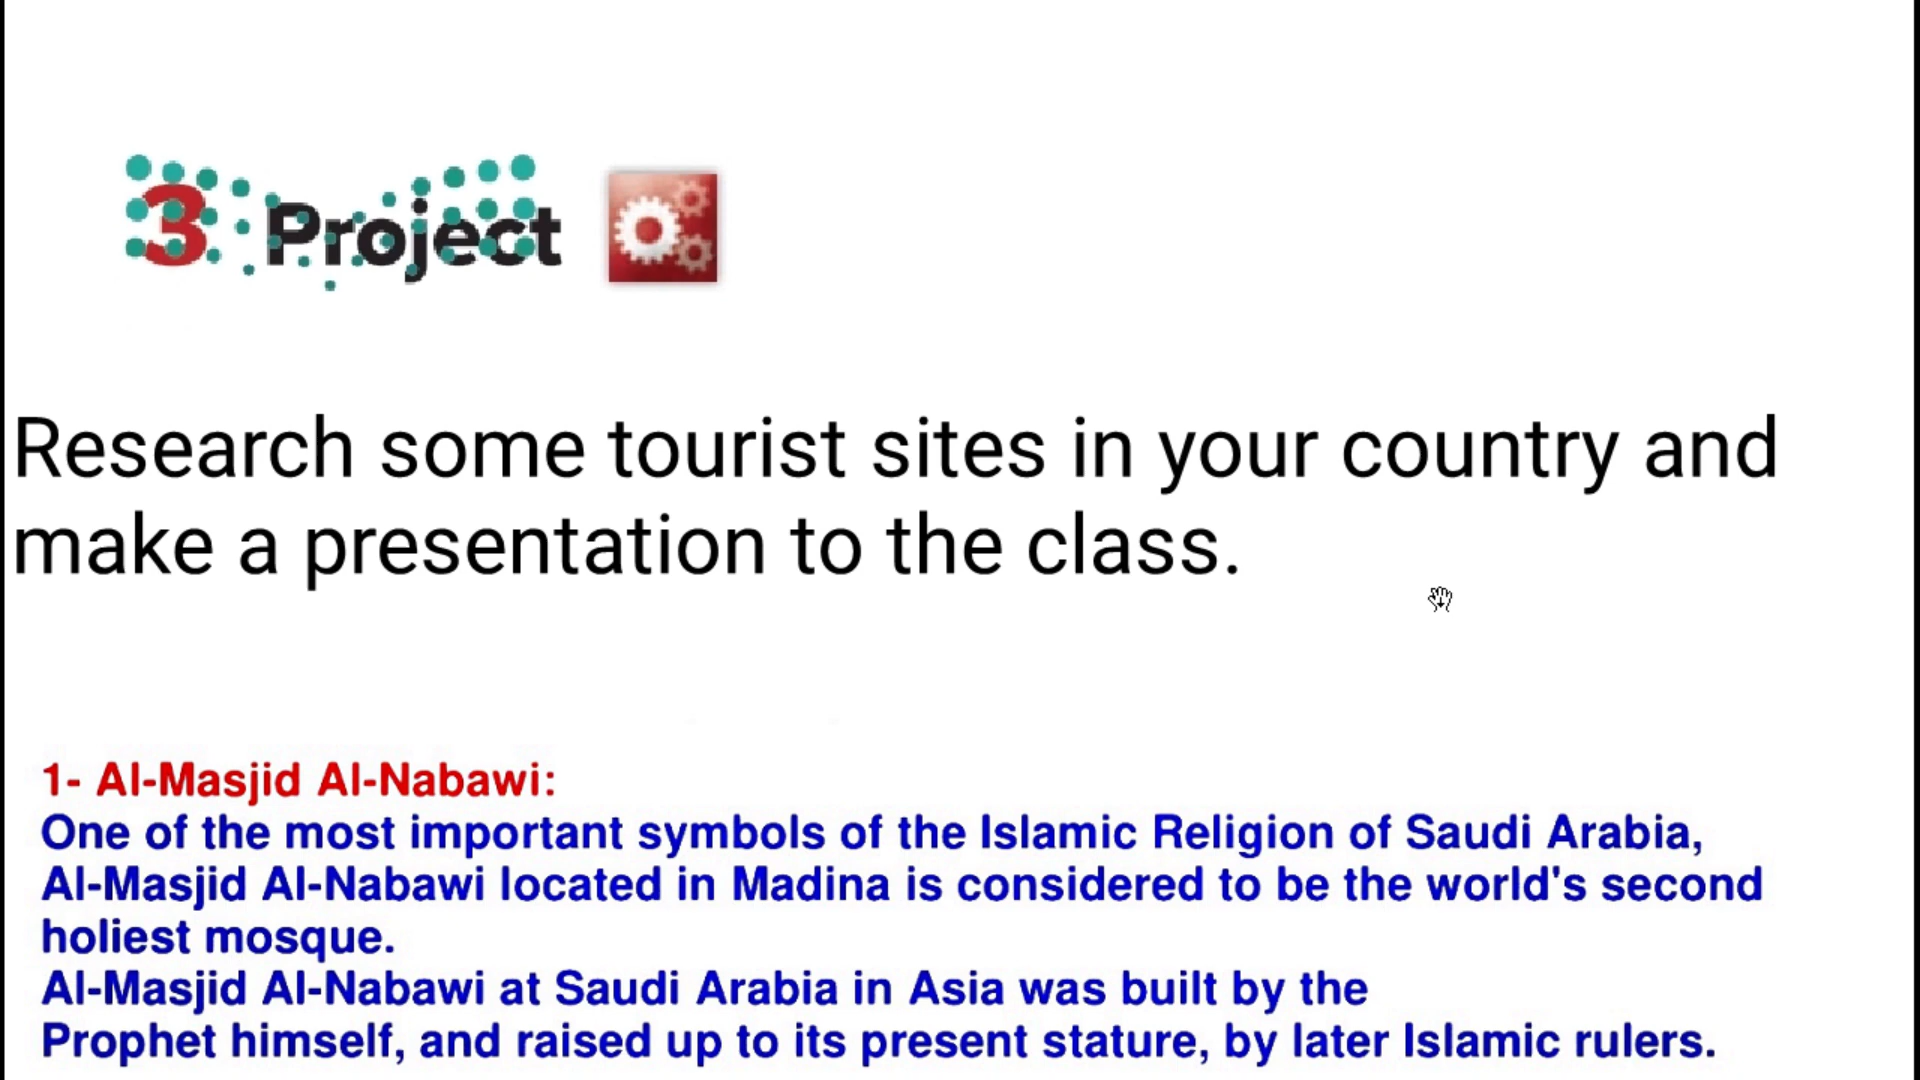 3 Project
Research some tourist sites in your country and
make a presentation to the class.
1- Al-Masjid Al-Nabawi:
One of the most important symbols of the Islamic Religion of Saudi Arabia,
Al-Masjid Al-Nabawi located in Madina is considered to be the world's second
holiest mosque.
Al-Masjid Al-Nabawi at Saudi Arabia in Asia was built by the
Prophet himself, and raised up to its present stature, by later Islamic rulers.